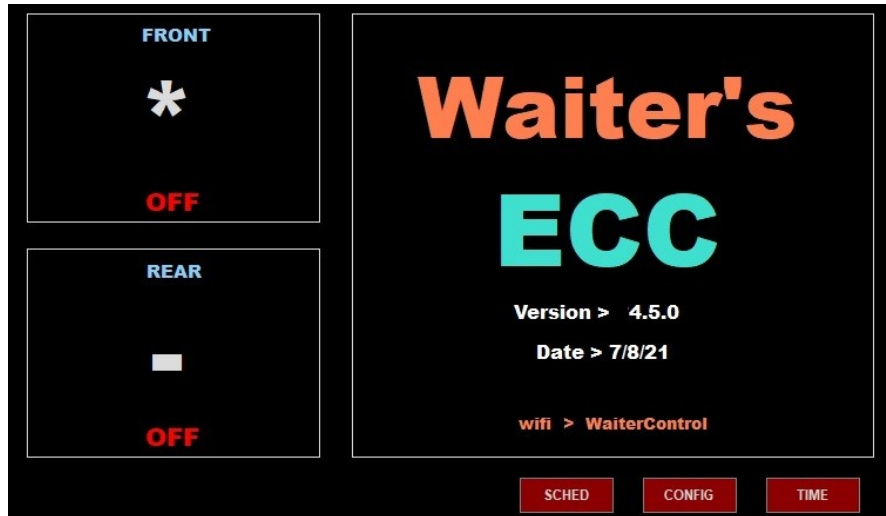 FRONT
*
OFF
REAR
-
OFF
Waiter's
ECC
Version > 4.5.0
Date > 7/8/21
wifi > WaiterControl
SCHED
CONFIG
TIME